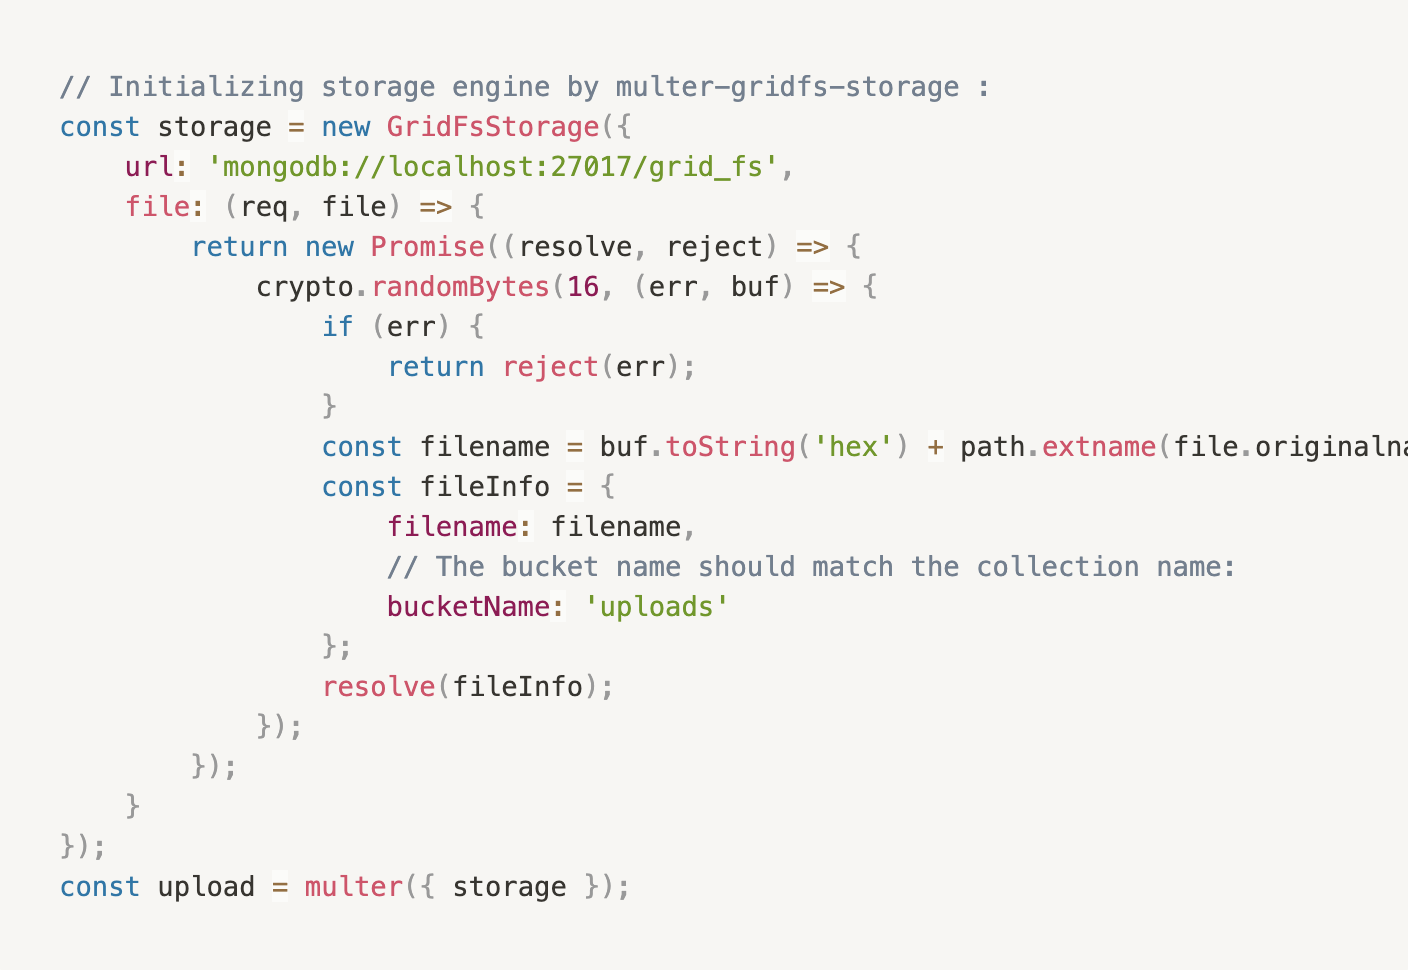 // Initializing storage engine by multer-gridfs-storage :
const storage = new GridFsStorage({
    url: 'mongodb://localhost:27017/grid_fs',
    file: (req, file) => {
        return new Promise((resolve, reject) => {
            crypto.randomBytes(16, (err, buf) => {
                if (err) {
                    return reject(err);
                }
                const filename = buf.toString('hex') + path.extname(file.originalna
                const fileInfo = {
                    filename: filename,
                    // The bucket name should match the collection name:
                    bucketName: 'uploads'
                };
                resolve(fileInfo);
            });
        });
    }
});
const upload = multer({ storage });